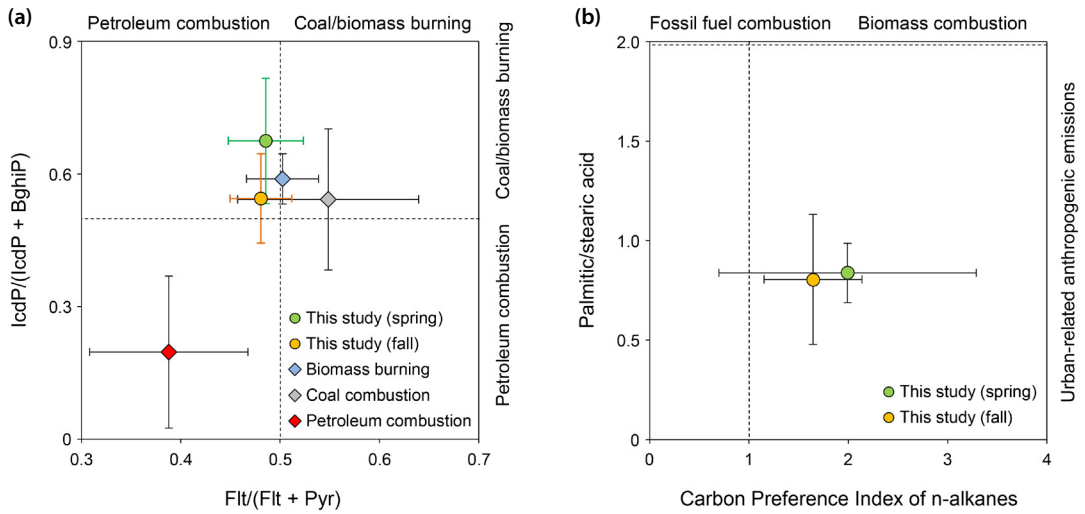 (a)
Petroleum combustion
Coal/biomass burning
0.9
0.6
0.3
0
IcdP/(IcdP + BghiP)
Coal/biomass burning
Petroleum combustion
This study (spring)
This study (fall)
Biomass burning
Coal combustion
Petroleum combustion
0.3
0.4
0.5
0.6
0.7
Flt/(Flt + Pyr)
(b)
Fossil fuel combustion
Biomass combustion
2.0
1.5
1.0
0.5
0
Palmitic/stearic acid
Urban-related anthropogenic emissions
This study (spring)
This study (fall)
0
1
2
3
4
Carbon Preference Index of n-alkanes